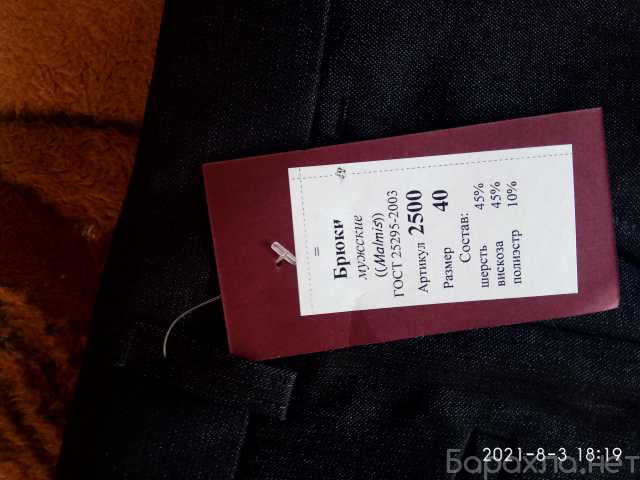 Брюки
мужские
((Malmis))
ГОСТ 25295-2003
Артикул 2500
Размер 40
Состав:
шерсть 45%
вискоза 45%
полиэстр 10%
2021-8-3 18:19
Барахла.нет